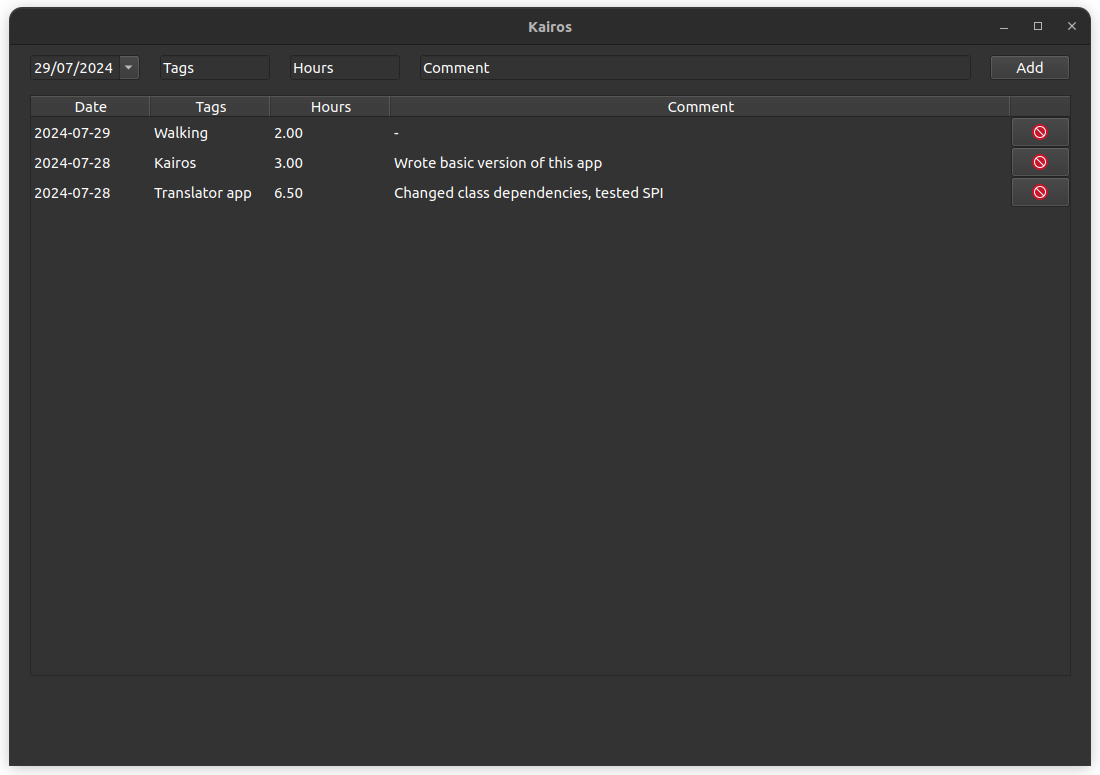 Kairos
29/07/2024 Tags Hours Comment Add
Date Tags Hours Comment
2024-07-29 Walking 2.00 -
2024-07-28 Kairos 3.00 Wrote basic version of this app
2024-07-28 Translator app 6.50 Changed class dependencies, tested SPI